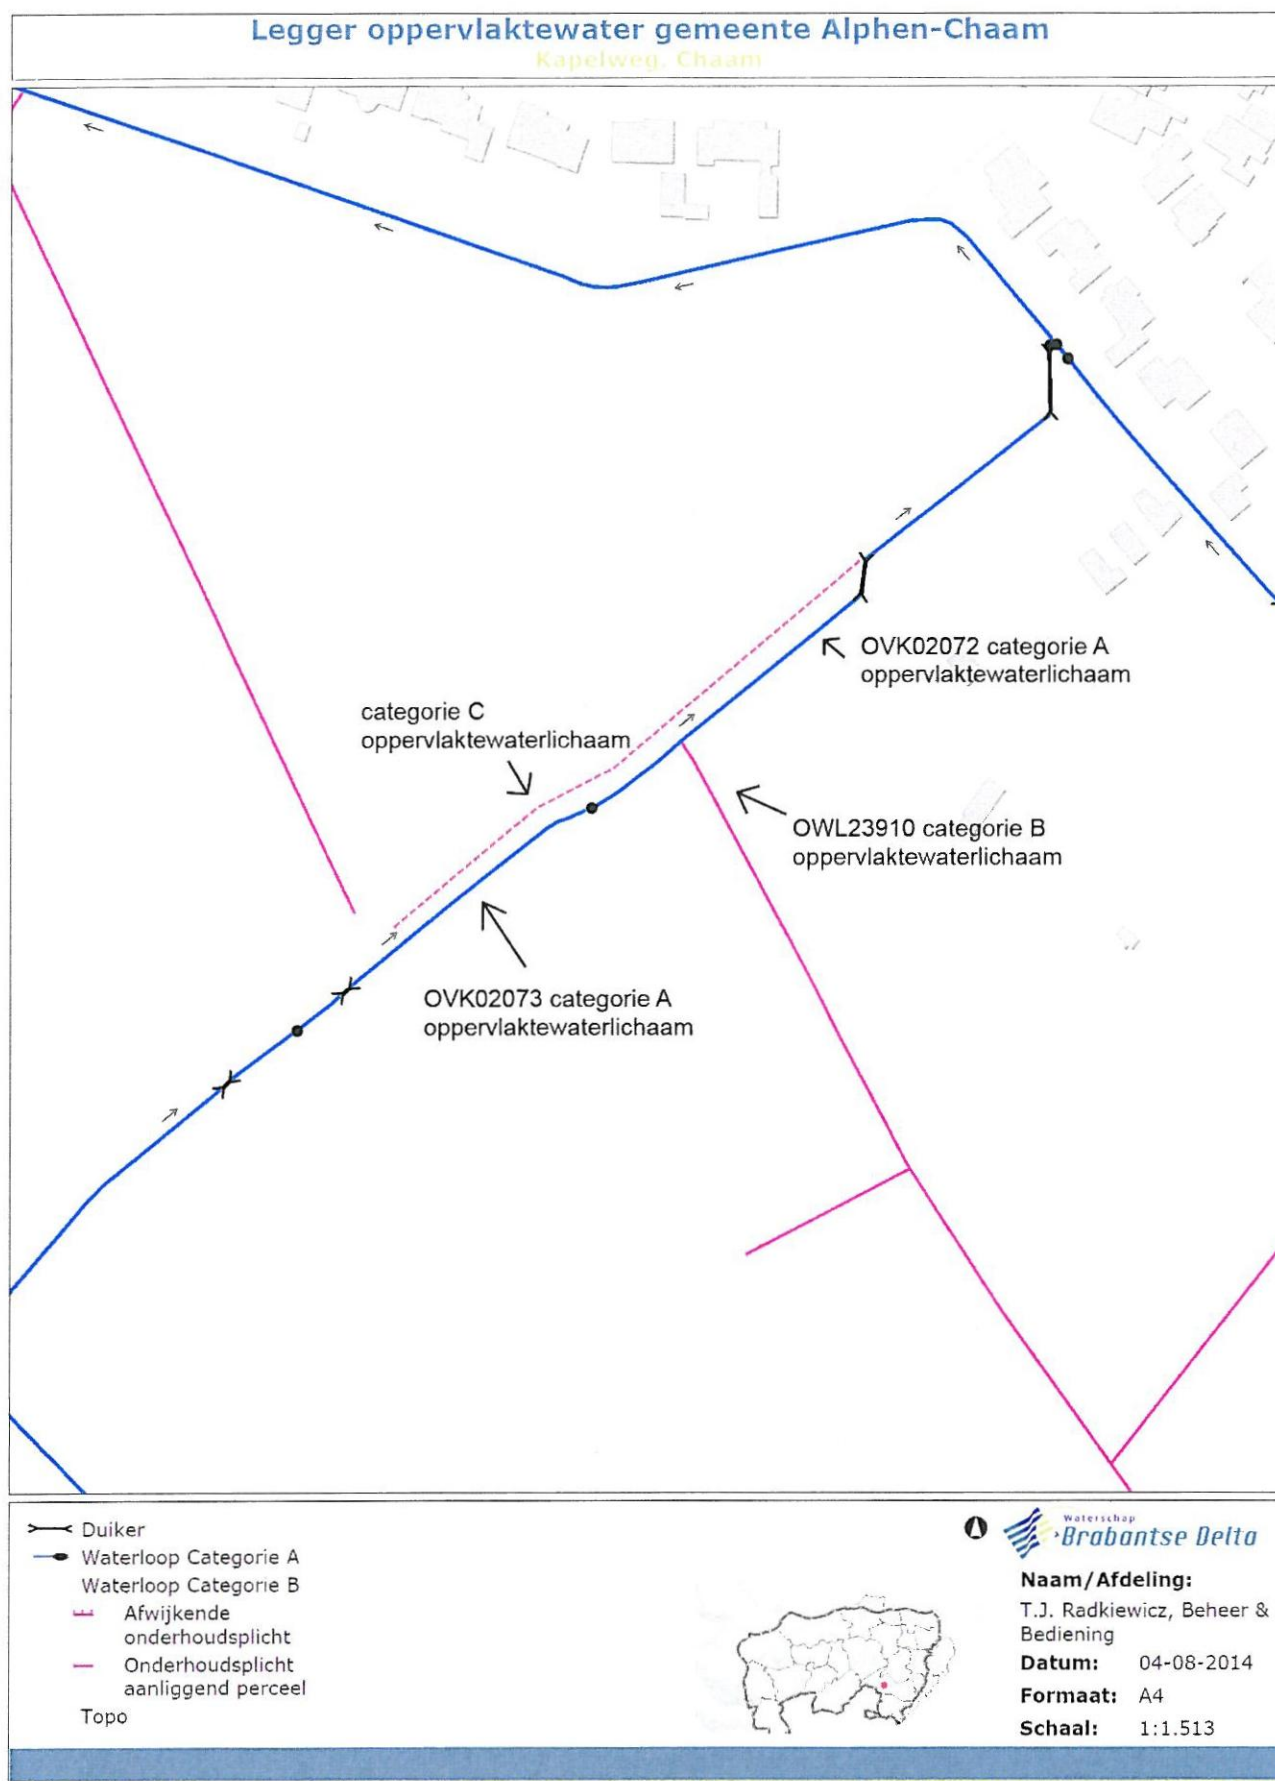 Legger oppervlaktewater gemeente Alphen-Chaam
Kapelweg, Chaam
OVK02072 categorie A
oppervlaktewaterlichaam
categorie C
oppervlaktewaterlichaam
OWL23910 categorie B
oppervlaktewaterlichaam
OVK02073 categorie A
oppervlaktewaterlichaam
Duiker
Waterloop Categorie A
Waterloop Categorie B
Afwijkende
onderhoudsplicht
Onderhoudsplicht
aanliggend perceel
Topo
Waterschap
Brabantse Delta
Naam/Afdeling:
T.J. Radkiewicz, Beheer &
Bediening
Datum: 04-08-2014
Formaat: A4
Schaal: 1:1.513